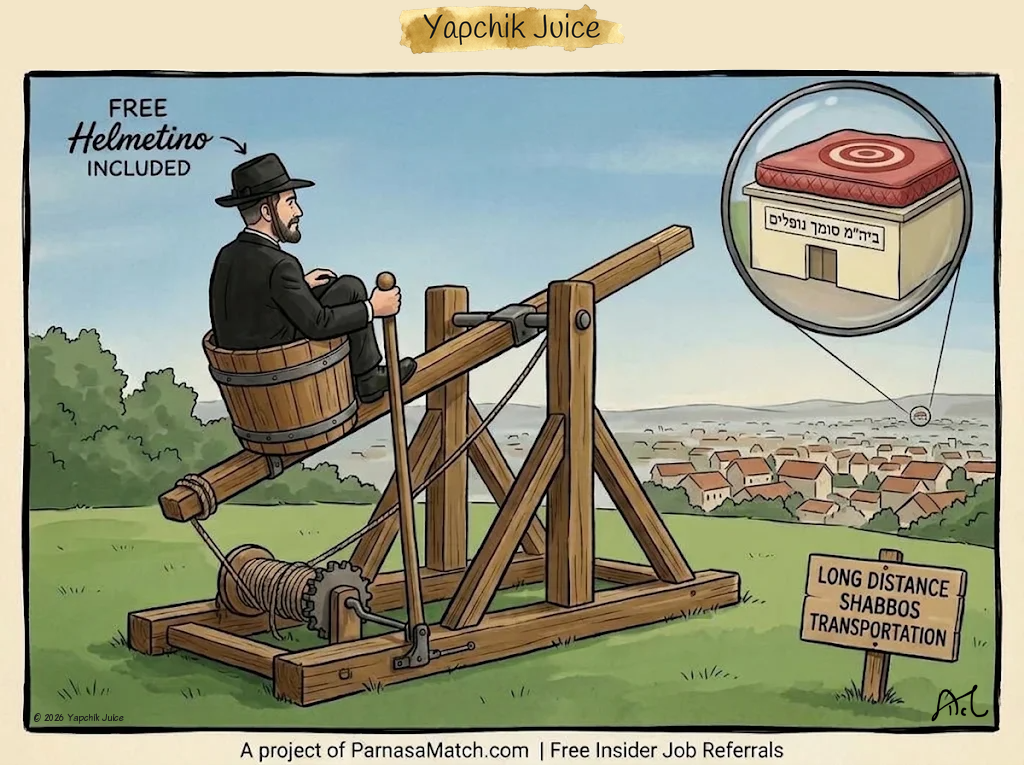 Yapchik Juice
FREE
Helmetino
INCLUDED
ביה"מ סומך נופלים
LONG DISTANCE
SHABBOS
TRANSPORTATION
© 2026 Yapchik Juice
A project of ParnasaMatch.com | Free Insider Job Referrals